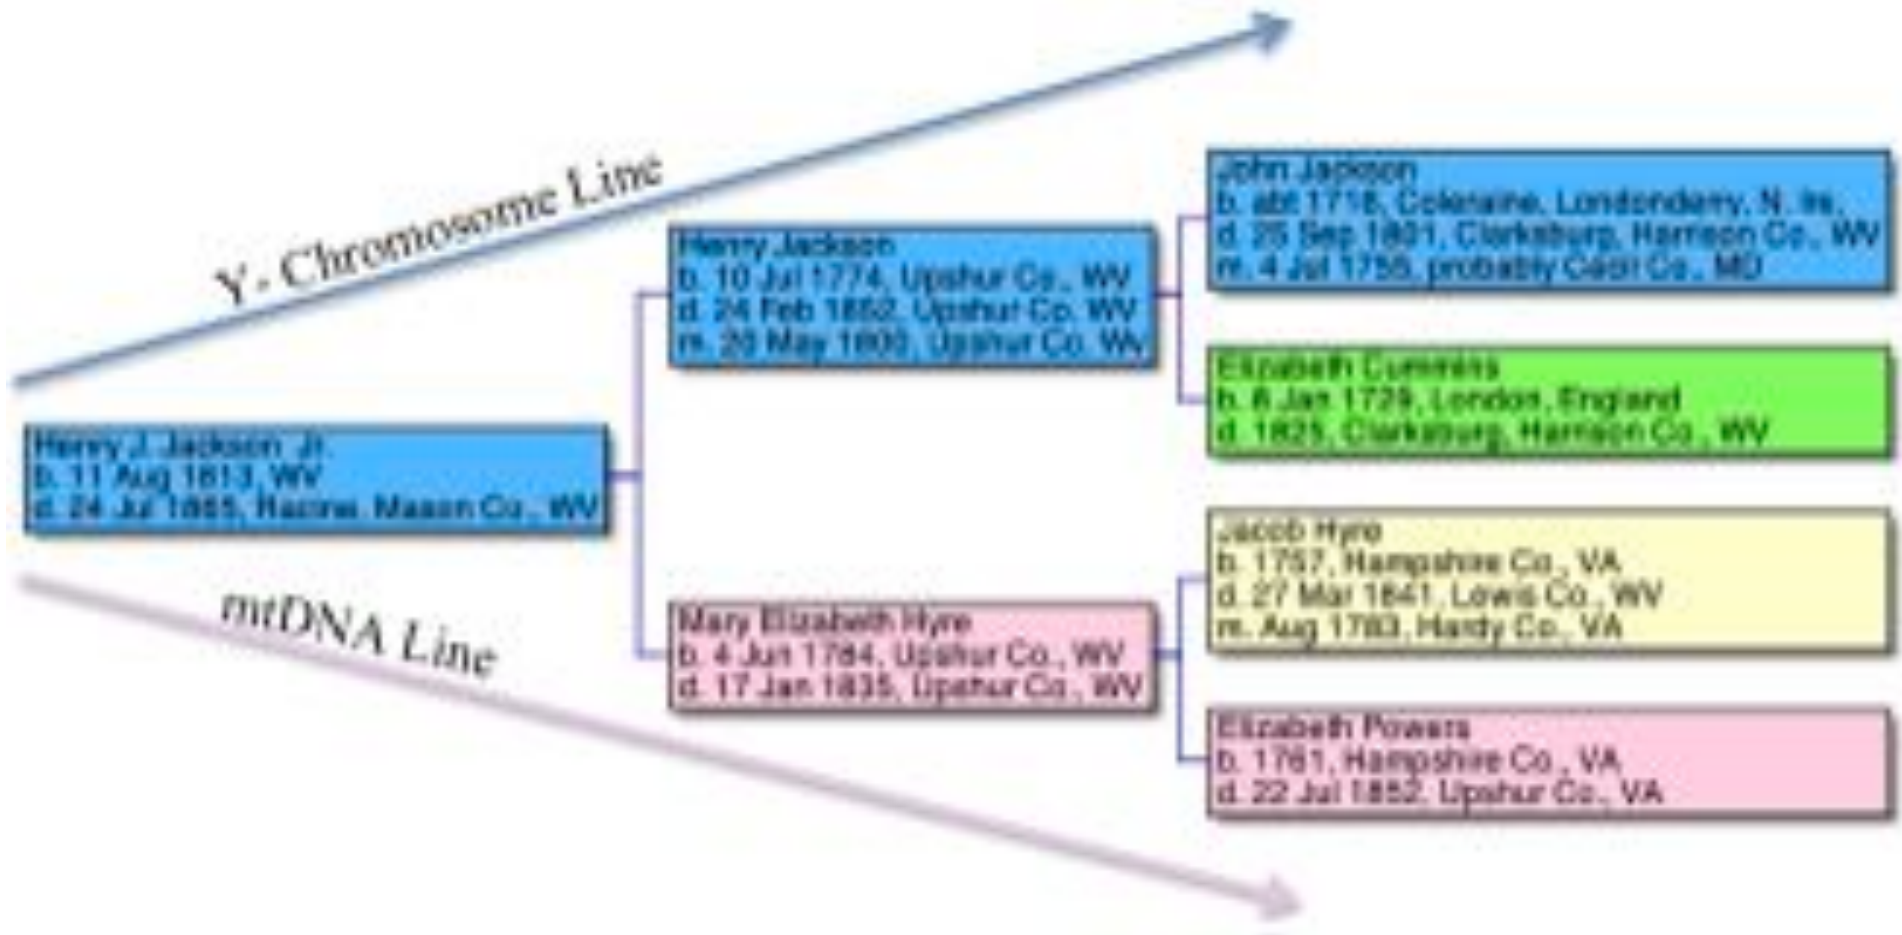 Y- Chromosome Line
John Jackson
b. abt 1716, Coleraine, Londonderry, N. Ire,
d. 25 Sep 1801, Clarksburg, Harrison Co., WV
m. 4 Jul 1755, probably Cecil Co., MD
Henry Jackson
b. 10 Jul 1774, Upshur Co., WV
d. 24 Feb 1852, Upshur Co. WV
m. 20 May 1800, Upshur Co. WV
Elizabeth Cummins
b. 8 Jan 1729, London, England
d. 1825, Clarksburg, Harrison Co., WV
Henry J. Jackson Jr.
b. 11 Aug 1813, WV
d. 24 Jul 1865, Racine, Mason Co., WV
Jacob Hyre
b. 1757, Hampshire Co., VA
d. 27 Mar 1841, Lewis Co., WV
m. Aug 1783, Hardy Co., VA
mtDNA Line
Mary Elizabeth Hyre
b. 4 Jun 1784, Upshur Co., WV
d. 17 Jan 1835, Upshur Co., WV
Elizabeth Powers
b. 1761, Hampshire Co., VA
d. 22 Jul 1852, Upshur Co., VA